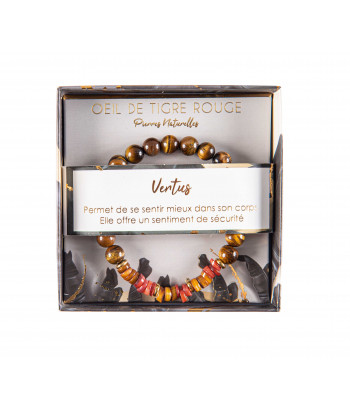 OEIL DE TIGRE ROUGE
Pierres Naturelles
Vertus
Permet de se sentir mieux dans son corps
Elle offre un sentiment de sécurité